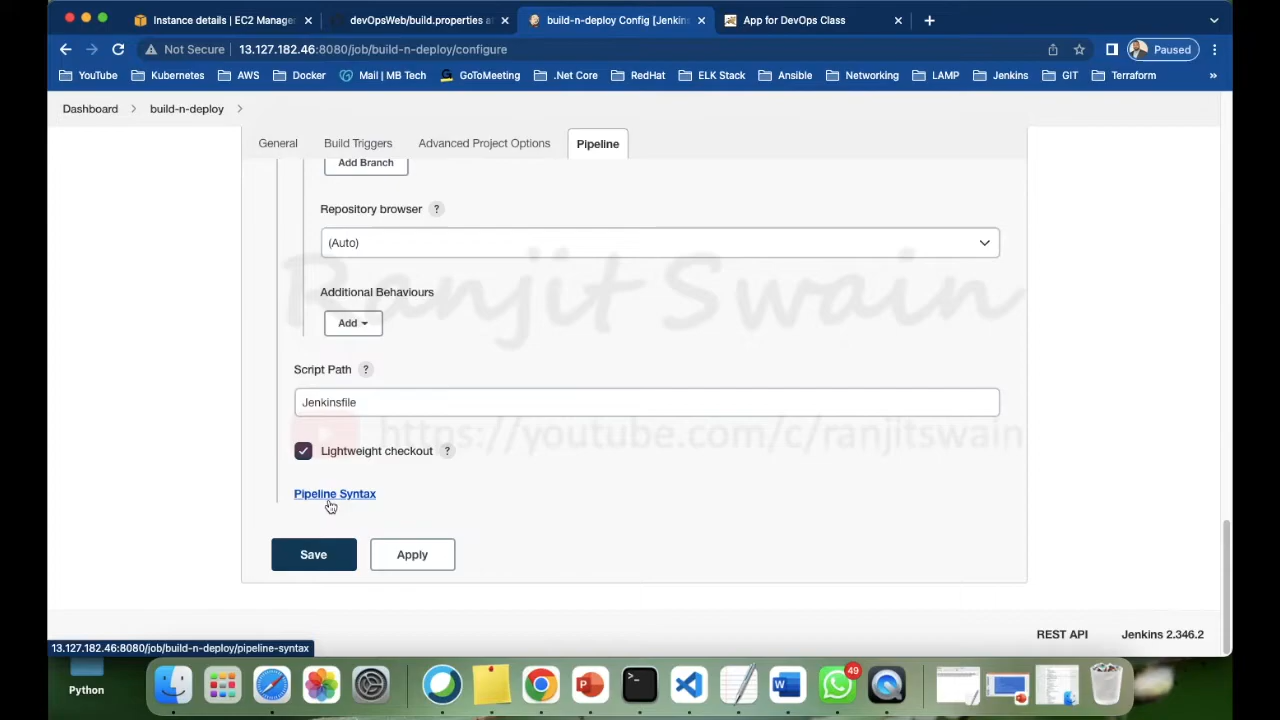 Instance details | EC2 Manage
devOpsWeb/build.properties a
build-n-deploy Config [Jenkin
App for DevOps Class
Not Secure
13.127.182.46:8080/job/build-n-deploy/configure
Paused
YouTube
Kubernetes
AWS
Docker
Mail | MB Tech
GoToMeeting
.Net Core
RedHat
ELK Stack
Ansible
Networking
LAMP
Jenkins
GIT
Terraform
»
Dashboard
build-n-deploy
General
Build Triggers
Advanced Project Options
Pipeline
Add Branch
Repository browser ?
(Auto)
Ranjit Swain
Additional Behaviours
Add
Script Path ?
Jenkinsfile
https://youtube.com/c/ranjitswain
Lightweight checkout ?
Pipeline Syntax
Save
Apply
REST API
Jenkins 2.346.2
13.127.182.46:8080/job/build-n-deploy/pipeline-syntax
49
Python